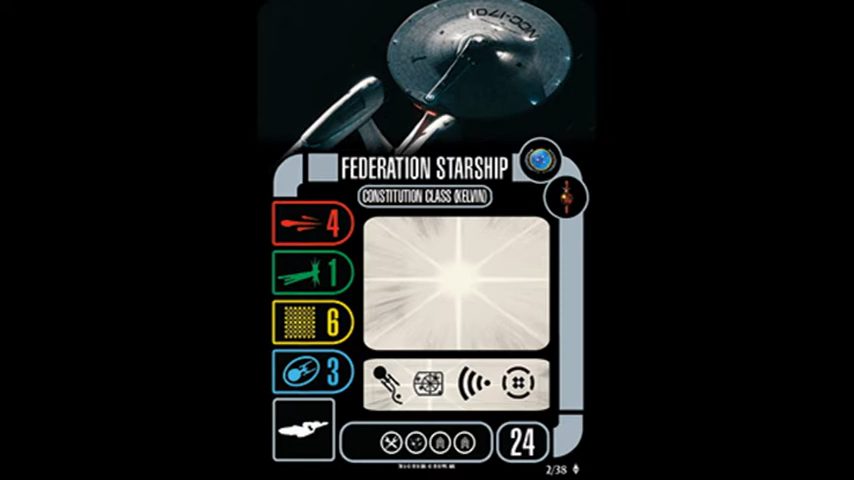 NCC-1701
FEDERATION STARSHIP
CONSTITUTION CLASS (KELVIN)
4
1
6
3
24
2/38